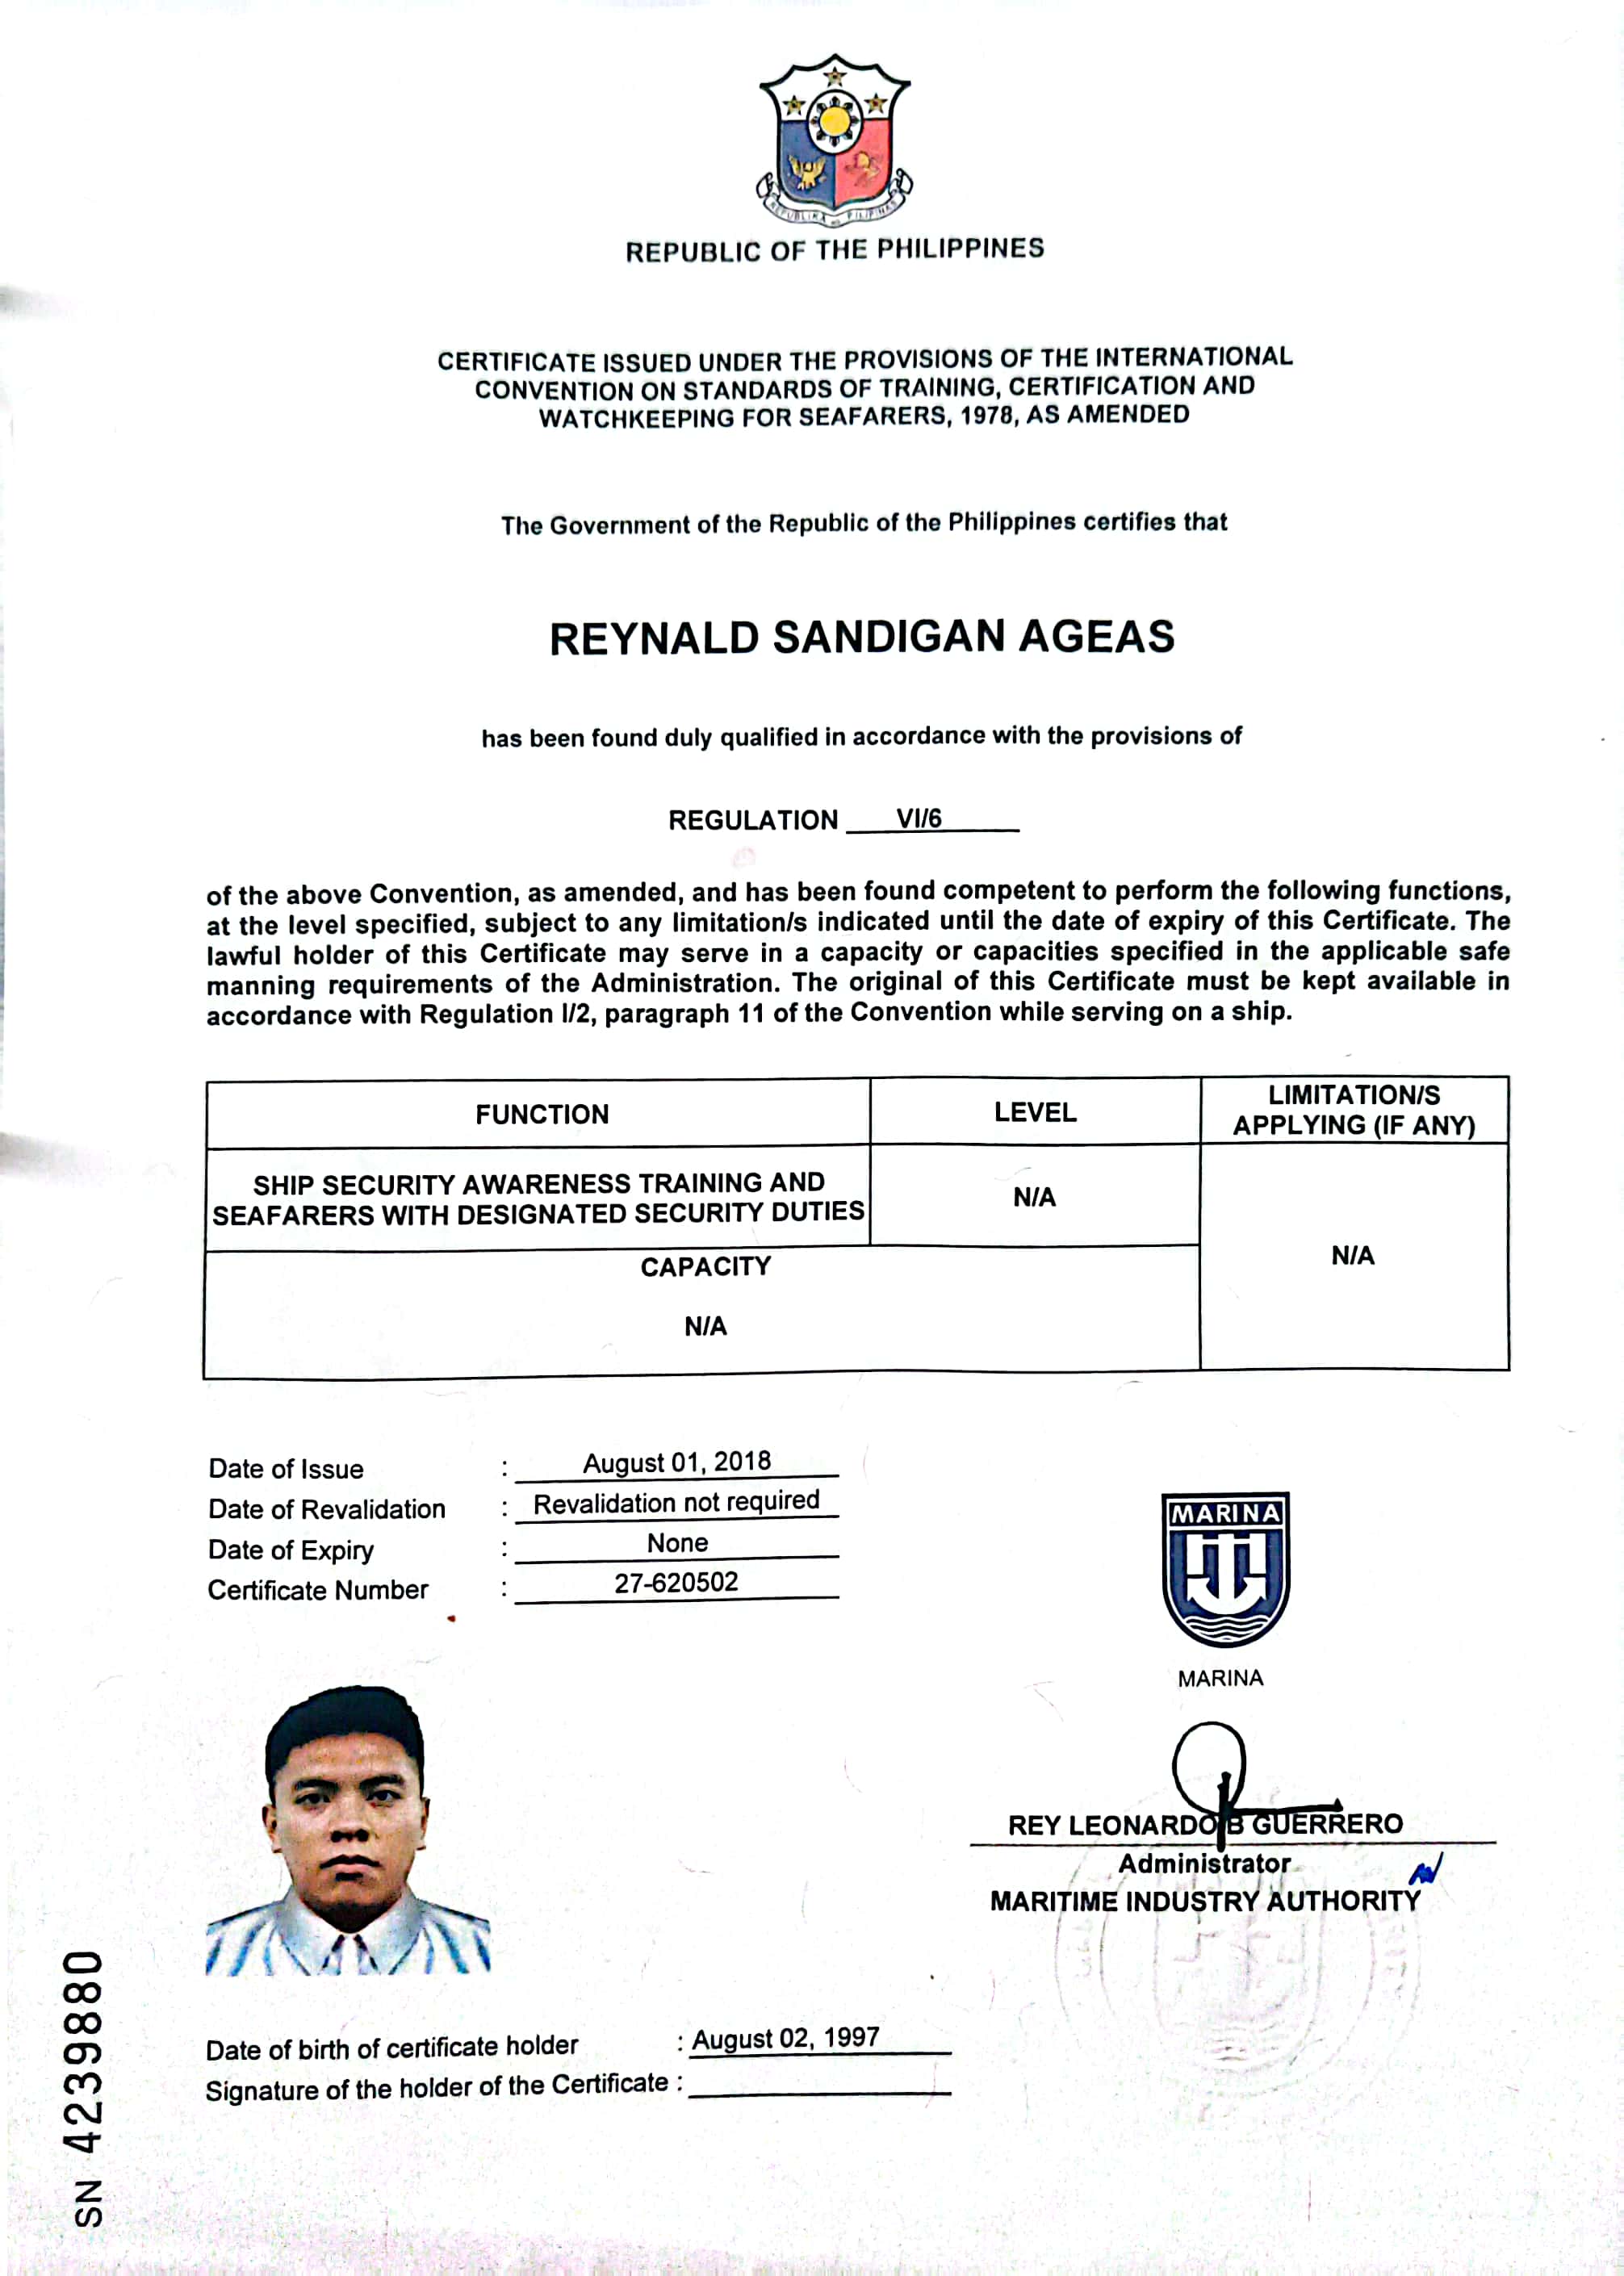 REPUBLIKA NG PILIPINAS
REPUBLIC OF THE PHILIPPINES
CERTIFICATE ISSUED UNDER THE PROVISIONS OF THE INTERNATIONAL
CONVENTION ON STANDARDS OF TRAINING, CERTIFICATION AND
WATCHKEEPING FOR SEAFARERS, 1978, AS AMENDED
The Government of the Republic of the Philippines certifies that
REYNALD SANDIGAN AGEAS
has been found duly qualified in accordance with the provisions of
REGULATION VI/6
of the above Convention, as amended, and has been found competent to perform the following functions,
at the level specified, subject to any limitation/s indicated until the date of expiry of this Certificate. The
lawful holder of this Certificate may serve in a capacity or capacities specified in the applicable safe
manning requirements of the Administration. The original of this Certificate must be kept available in
accordance with Regulation I/2, paragraph 11 of the Convention while serving on a ship.
FUNCTION LEVEL LIMITATION/S
APPLYING (IF ANY)
SHIP SECURITY AWARENESS TRAINING AND
SEAFARERS WITH DESIGNATED SECURITY DUTIES
N/A
CAPACITY
N/A
N/A
Date of Issue : August 01, 2018
Date of Revalidation : Revalidation not required
Date of Expiry : None
Certificate Number : 27-620502
MARINA
MARINA
REY LEONARDO B GUERRERO
Administrator
MARITIME INDUSTRY AUTHORITY
Date of birth of certificate holder : August 02, 1997
Signature of the holder of the Certificate :
SN 4239880